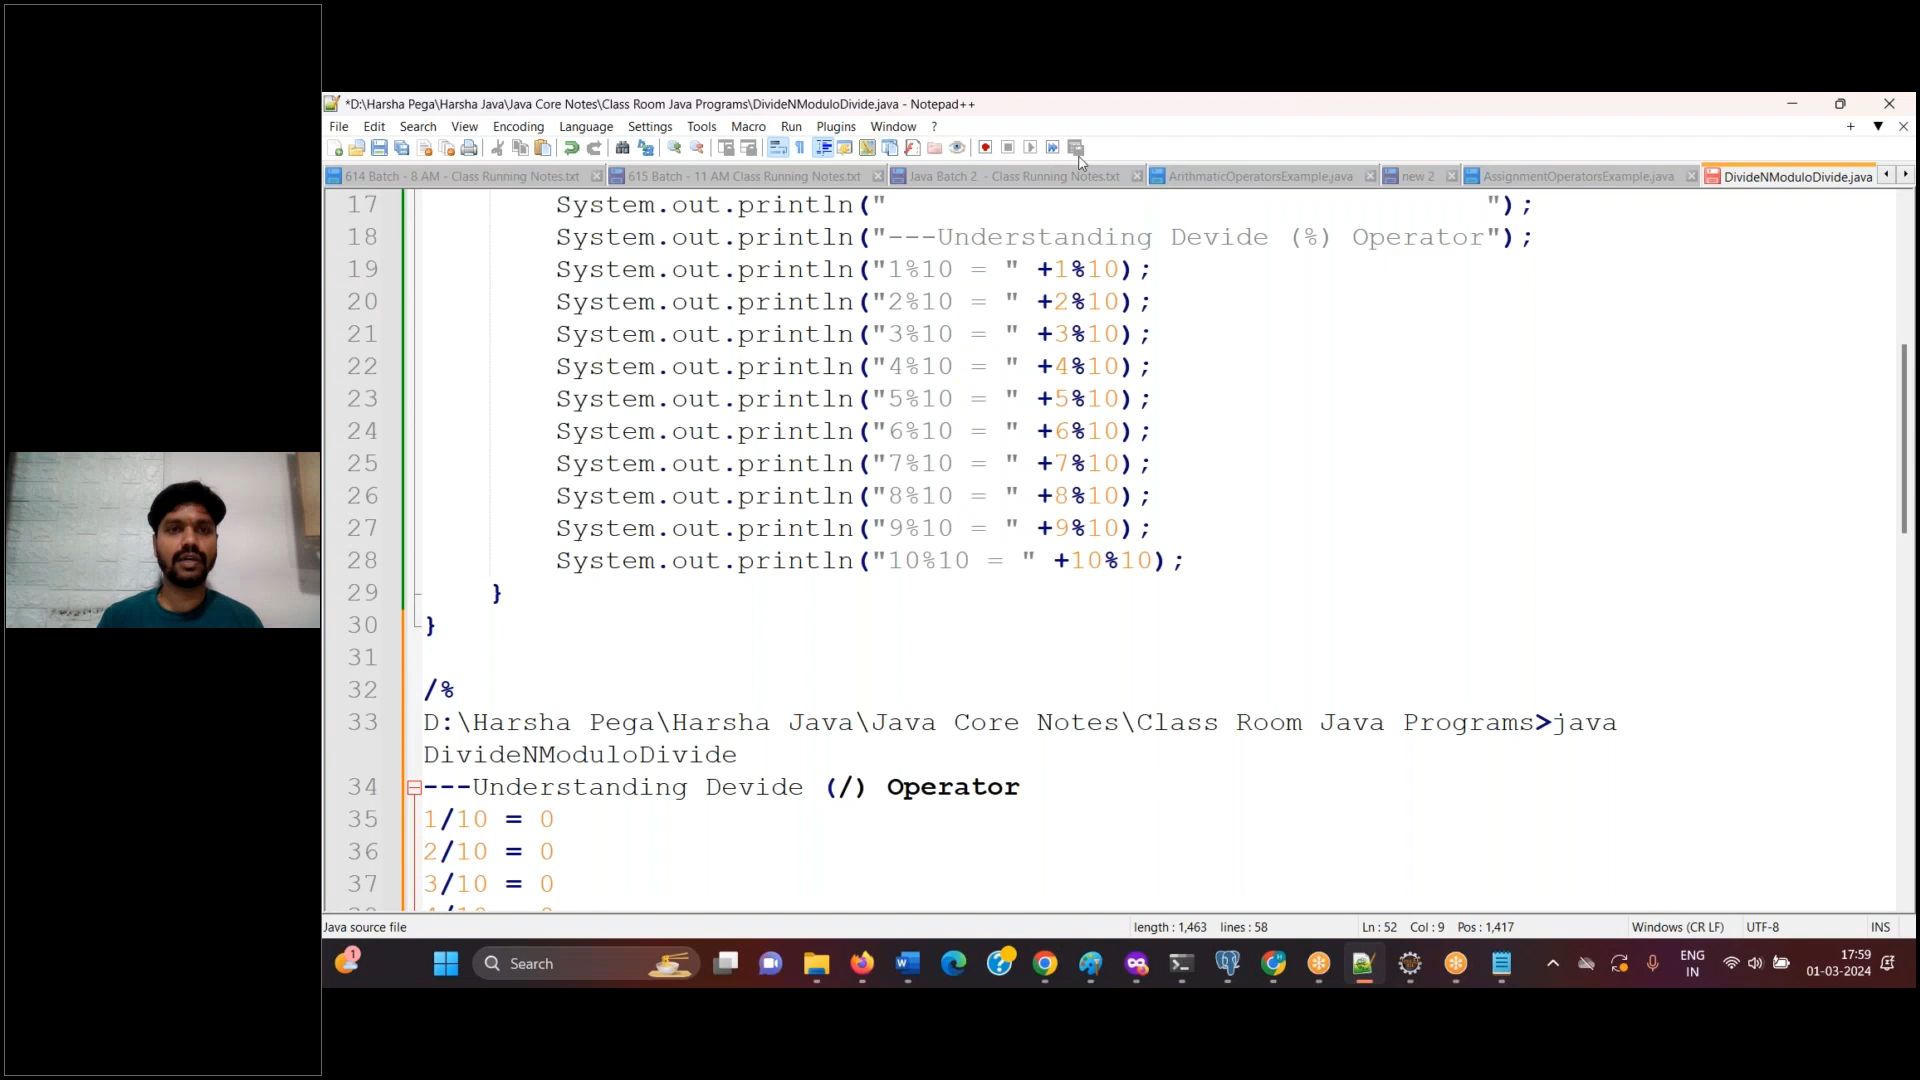 *D:\Harsha Pega\Harsha Java\Java Core Notes\Class Room Java Programs\DivideNModuloDivide.java - Notepad++
File Edit Search View Encoding Language Settings Tools Macro Run Plugins Window ?
614 Batch - 8 AM - Class Running Notes.txt 615 Batch - 11 AM Class Running Notes.txt Java Batch 2 - Class Running Notes.txt ArithmaticOperatorsExample.java new 2 AssignmentOperatorsExample.java DivideNModuloDivide.java
17 System.out.println(" ");
18 System.out.println("---Understanding Devide (%) Operator");
19 System.out.println("1%10 = " +1%10);
20 System.out.println("2%10 = " +2%10);
21 System.out.println("3%10 = " +3%10);
22 System.out.println("4%10 = " +4%10);
23 System.out.println("5%10 = " +5%10);
24 System.out.println("6%10 = " +6%10);
25 System.out.println("7%10 = " +7%10);
26 System.out.println("8%10 = " +8%10);
27 System.out.println("9%10 = " +9%10);
28 System.out.println("10%10 = " +10%10);
29 }
30 }
31
32 /%
33 D:\Harsha Pega\Harsha Java\Java Core Notes\Class Room Java Programs>java
DivideNModuloDivide
34 ---Understanding Devide (/) Operator
35 1/10 = 0
36 2/10 = 0
37 3/10 = 0
Java source file length : 1,463 lines : 58 Ln : 52 Col : 9 Pos : 1,417 Windows (CR LF) UTF-8 INS
1 Search ENG IN 17:59 01-03-2024